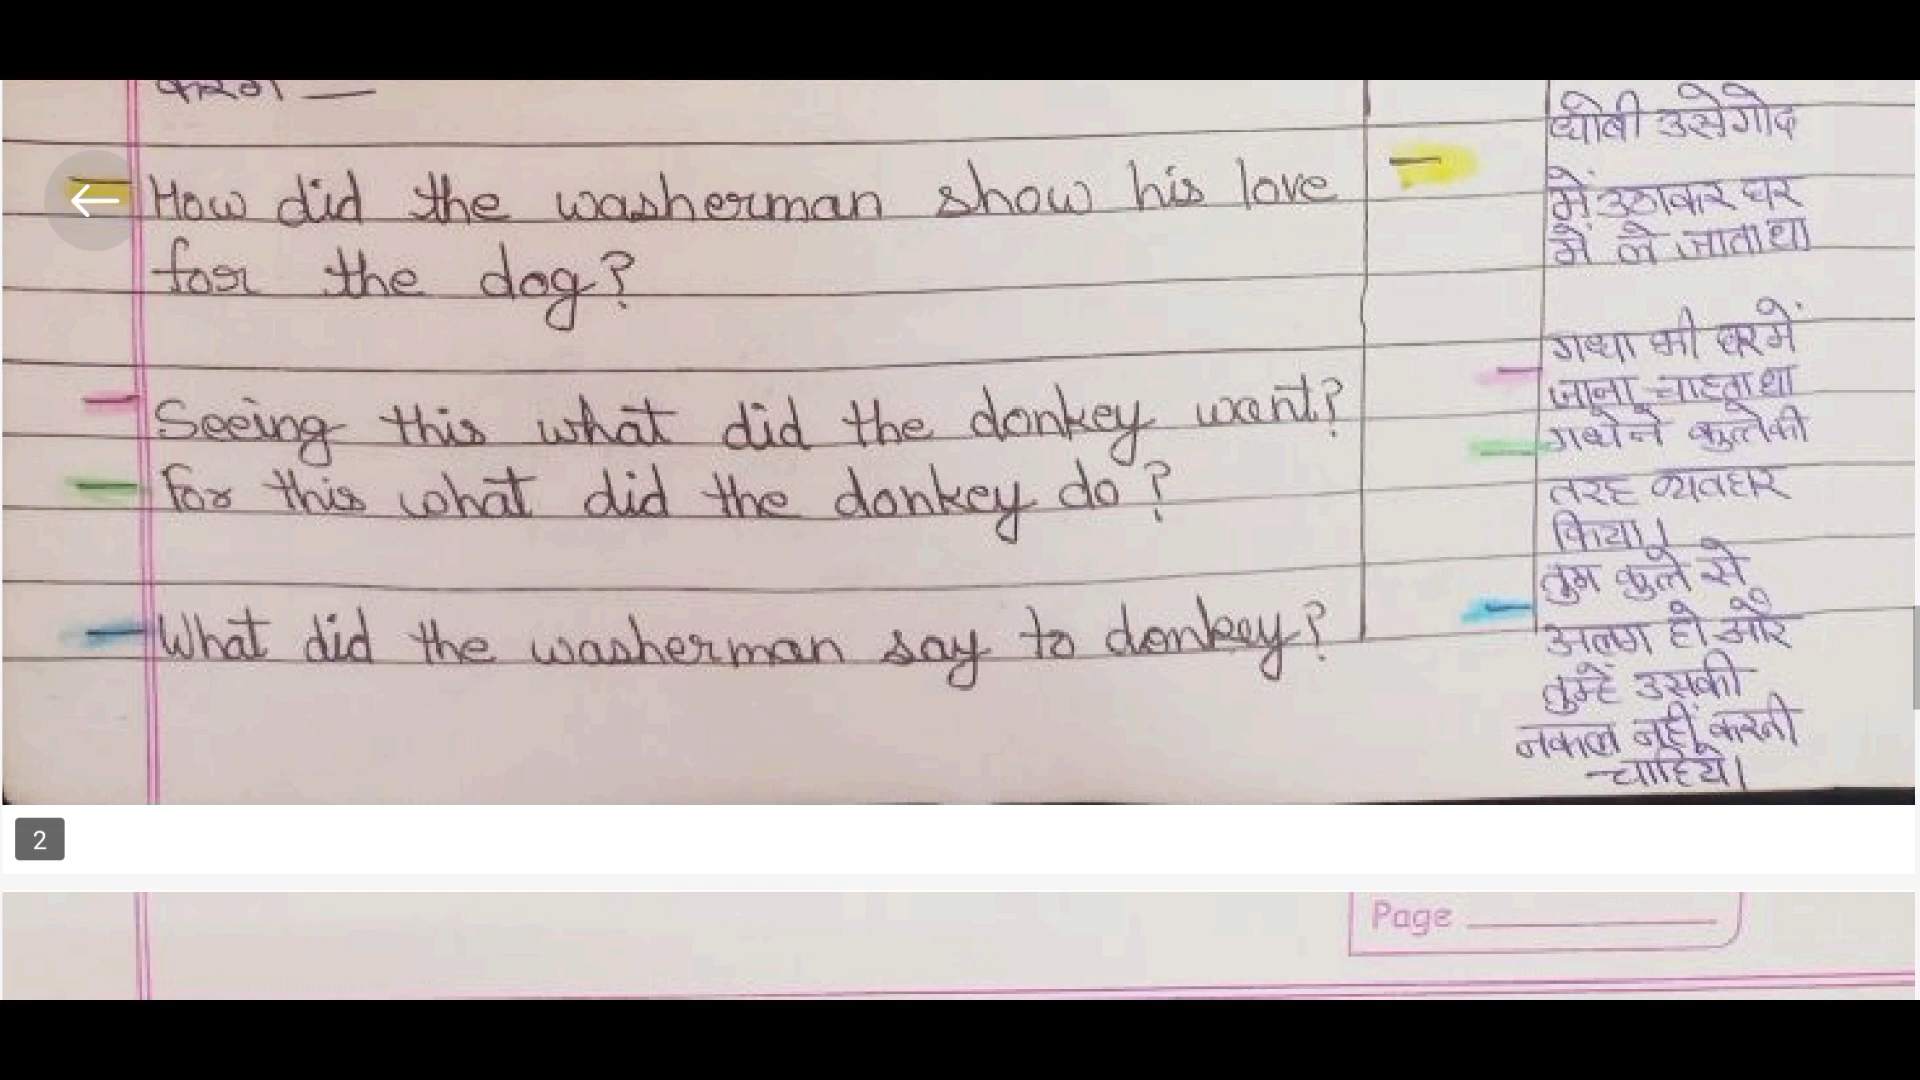 करना —
How did the washerman show his love
for the dog?
Seeing this what did the donkey want?
For this what did the donkey do?
What did the washerman say to donkey?
धोबी उसे गोद
में उठाकर घर
में ले जाता था
गधा भी घर में
जाना चाहता था
गधे ने कुत्ते की
तरह व्यवहार
किया।
तुम कुत्ते से
अलग हो और
तुम्हें उसकी
नकल नहीं करनी
चाहिये।
2
Page